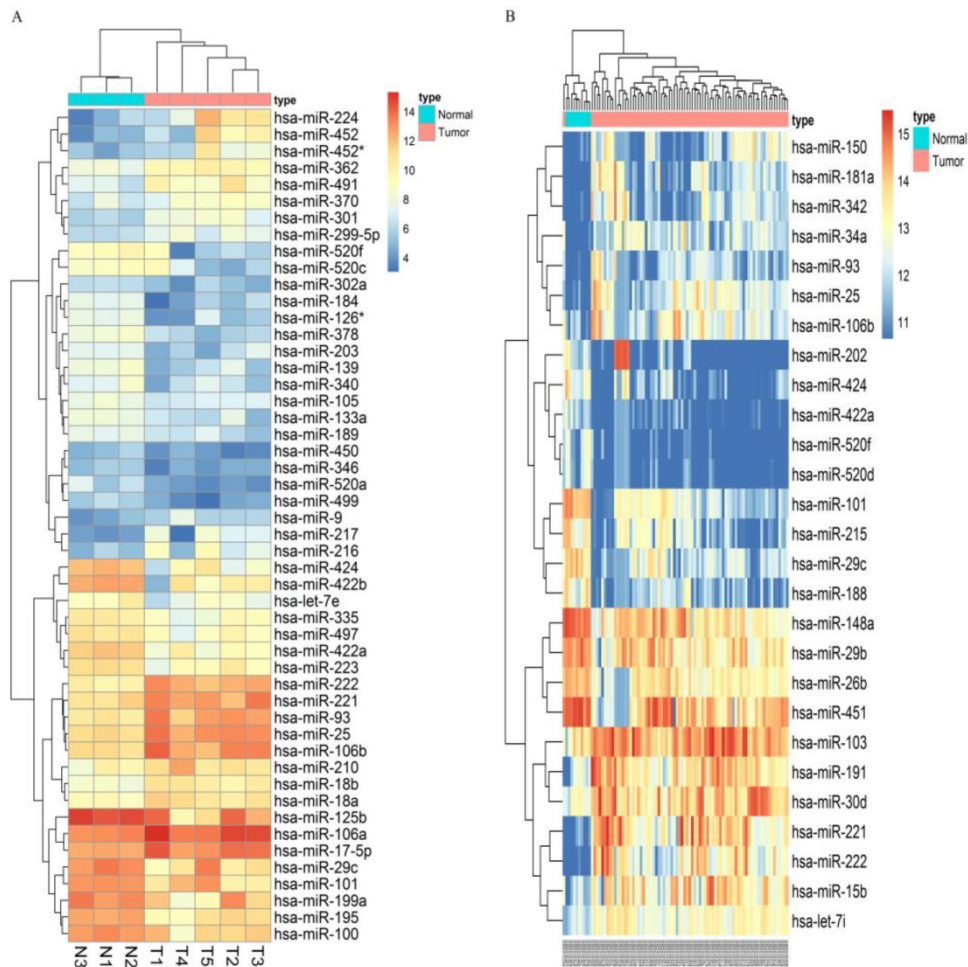 A
type
hsa-miR-224
hsa-miR-452
hsa-miR-452*
hsa-miR-362
hsa-miR-491
hsa-miR-370
hsa-miR-301
hsa-miR-299-5p
hsa-miR-520f
hsa-miR-520c
hsa-miR-302a
hsa-miR-184
hsa-miR-126*
hsa-miR-378
hsa-miR-203
hsa-miR-139
hsa-miR-340
hsa-miR-105
hsa-miR-133a
hsa-miR-189
hsa-miR-450
hsa-miR-346
hsa-miR-520a
hsa-miR-499
hsa-miR-9
hsa-miR-217
hsa-miR-216
hsa-miR-424
hsa-miR-422b
hsa-let-7e
hsa-miR-335
hsa-miR-497
hsa-miR-422a
hsa-miR-223
hsa-miR-222
hsa-miR-221
hsa-miR-93
hsa-miR-25
hsa-miR-106b
hsa-miR-210
hsa-miR-18b
hsa-miR-18a
hsa-miR-125b
hsa-miR-106a
hsa-miR-17-5p
hsa-miR-29c
hsa-miR-101
hsa-miR-199a
hsa-miR-195
hsa-miR-100
N3 N1 N2 T1 T4 T5 T2 T3
14
12
10
8
6
4
type
Normal
Tumor
B
type
hsa-miR-150
hsa-miR-181a
hsa-miR-342
hsa-miR-34a
hsa-miR-93
hsa-miR-25
hsa-miR-106b
hsa-miR-202
hsa-miR-424
hsa-miR-422a
hsa-miR-520f
hsa-miR-520d
hsa-miR-101
hsa-miR-215
hsa-miR-29c
hsa-miR-188
hsa-miR-148a
hsa-miR-29b
hsa-miR-26b
hsa-miR-451
hsa-miR-103
hsa-miR-191
hsa-miR-30d
hsa-miR-221
hsa-miR-222
hsa-miR-15b
hsa-let-7i
15
14
13
12
11
type
Normal
Tumor